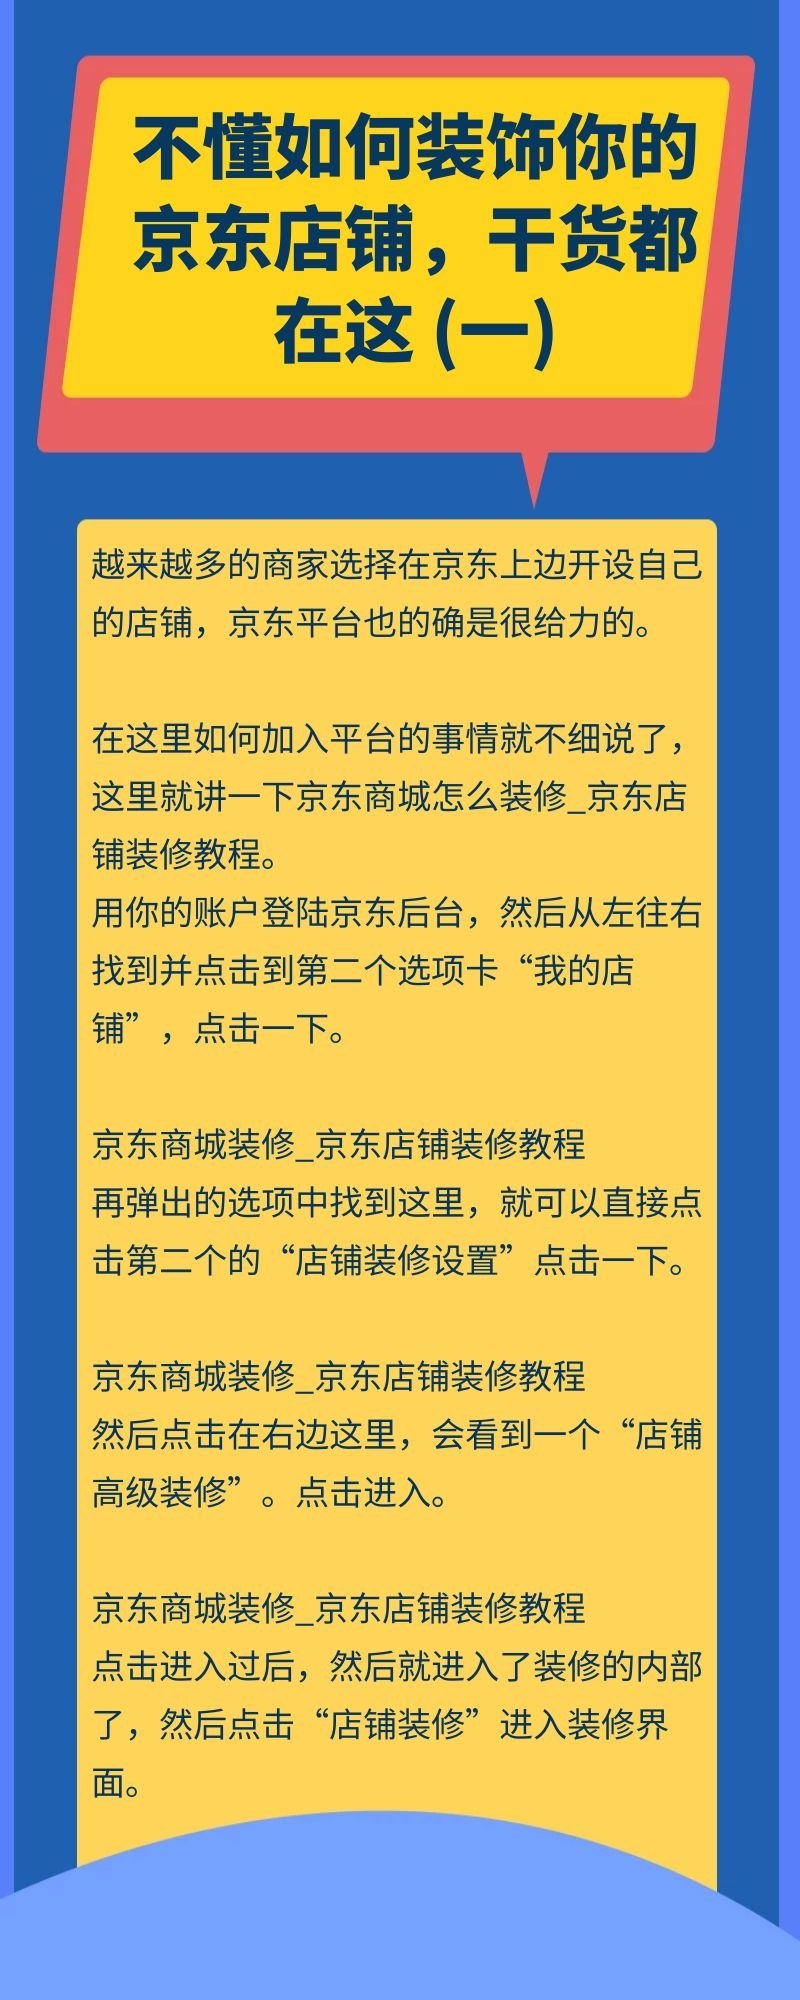 不懂如何装饰你的
京东店铺，干货都
在这 (一)
越来越多的商家选择在京东上边开设自己
的店铺，京东平台也的确是很给力的。
在这里如何加入平台的事情就不细说了，
这里就讲一下京东商城怎么装修_京东店
铺装修教程。
用你的账户登陆京东后台，然后从左往右
找到并点击到第二个选项卡“我的店
铺”，点击一下。
京东商城装修_京东店铺装修教程
再弹出的选项中找到这里，就可以直接点
击第二个的“店铺装修设置”点击一下。
京东商城装修_京东店铺装修教程
然后点击在右边这里，会看到一个“店铺
高级装修”。点击进入。
京东商城装修_京东店铺装修教程
点击进入过后，然后就进入了装修的内部
了，然后点击“店铺装修”进入装修界
面。